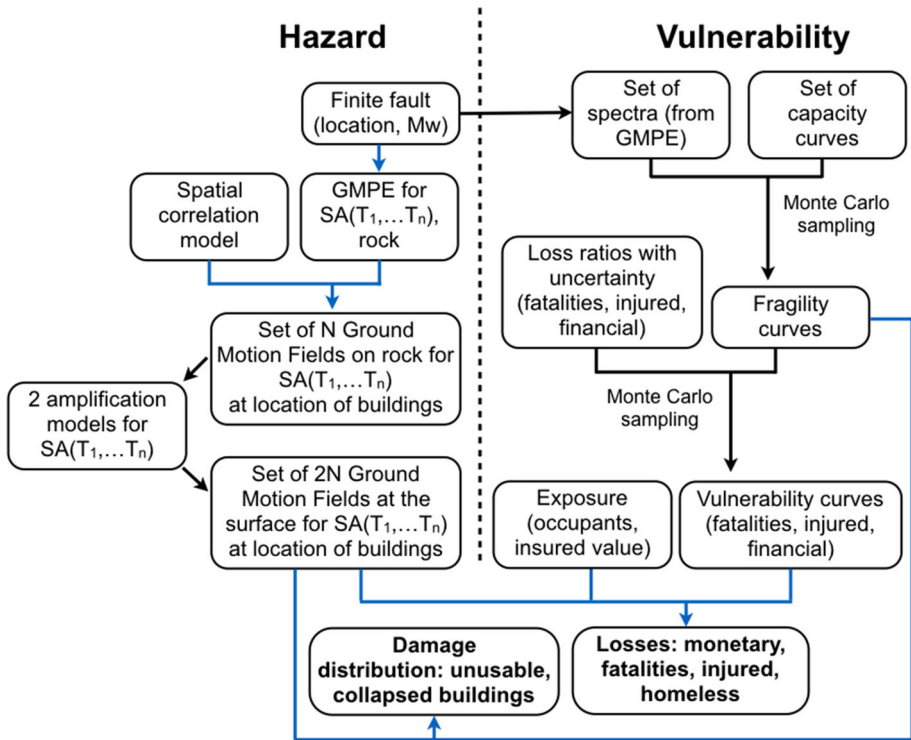 Hazard
Vulnerability
Finite fault
(location, Mw)
Set of
spectra (from
GMPE)
Set of
capacity
curves
Spatial
correlation
model
GMPE for
SA(T₁,…Tₙ),
rock
Monte Carlo
sampling
Loss ratios with
uncertainty
(fatalities, injured,
financial)
Fragility
curves
Set of N Ground
Motion Fields on rock for
SA(T₁,…Tₙ)
at location of buildings
2 amplification
models for
SA(T₁,…Tₙ)
Monte Carlo
sampling
Set of 2N Ground
Motion Fields at the
surface for SA(T₁,…Tₙ)
at location of buildings
Exposure
(occupants,
insured value)
Vulnerability curves
(fatalities, injured,
financial)
Damage
distribution: unusable,
collapsed buildings
Losses: monetary,
fatalities, injured,
homeless